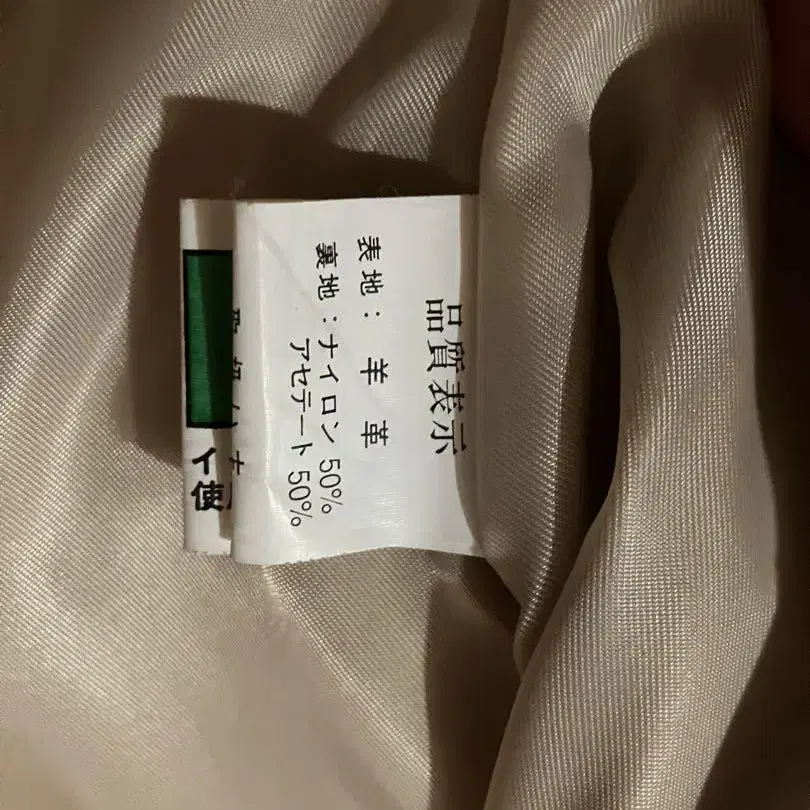 品質表示
表地：羊革
裏地：ナイロン 50%
アセテート 50%
使